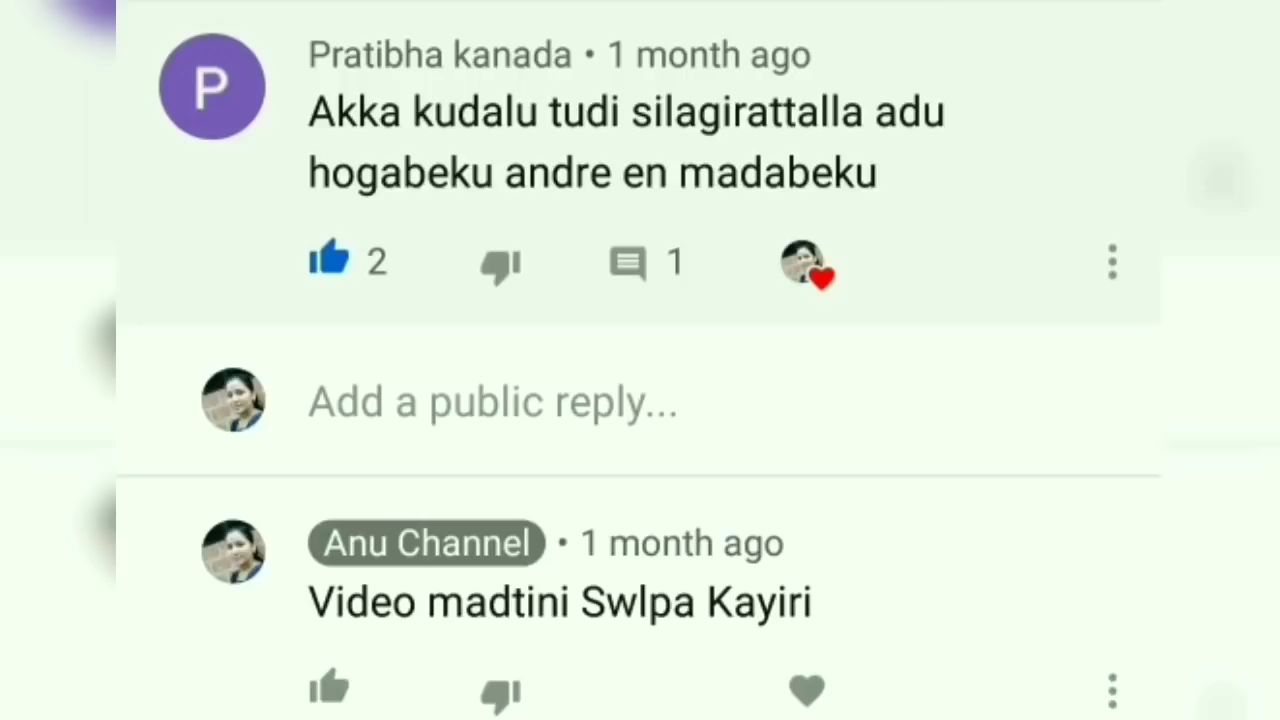 P
Pratibha kanada • 1 month ago
Akka kudalu tudi silagirattalla adu
hogabeku andre en madabeku
2
1
Add a public reply...
Anu Channel • 1 month ago
Video madtini Swlpa Kayiri